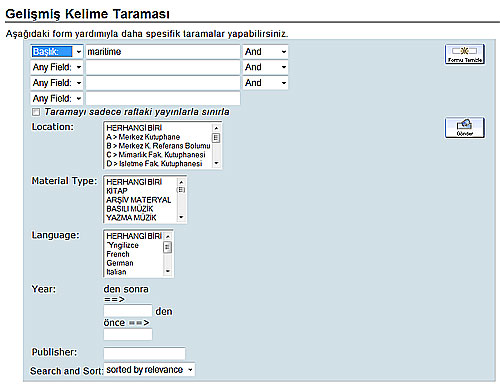 Gelişmiş Kelime Taraması
Aşağıdaki form yardımıyla daha spesifik taramalar yapabilirsiniz.
Başlık: maritime And
Any Field: And
Any Field: And
Any Field:
Formu Temizle
Taramayı sadece raftaki yayınlarla sınırla
Gönder
Location: HERHANGİ BİRİ
A > Merkez Kutuphane
B > Merkez K. Referans Bolumu
C > Mimarlik Fak. Kutuphanesi
D > Isletme Fak. Kutuphanesi
Material Type: HERHANGİ BİRİ
KİTAP
ARŞİV MATERYAL
BASILI MÜZİK
YAZMA MÜZİK
Language: HERHANGİ BİRİ
"Yngilizce
French
German
Italian
Year: den sonra
==>
den
önce ==>
Publisher:
Search and Sort: sorted by relevance